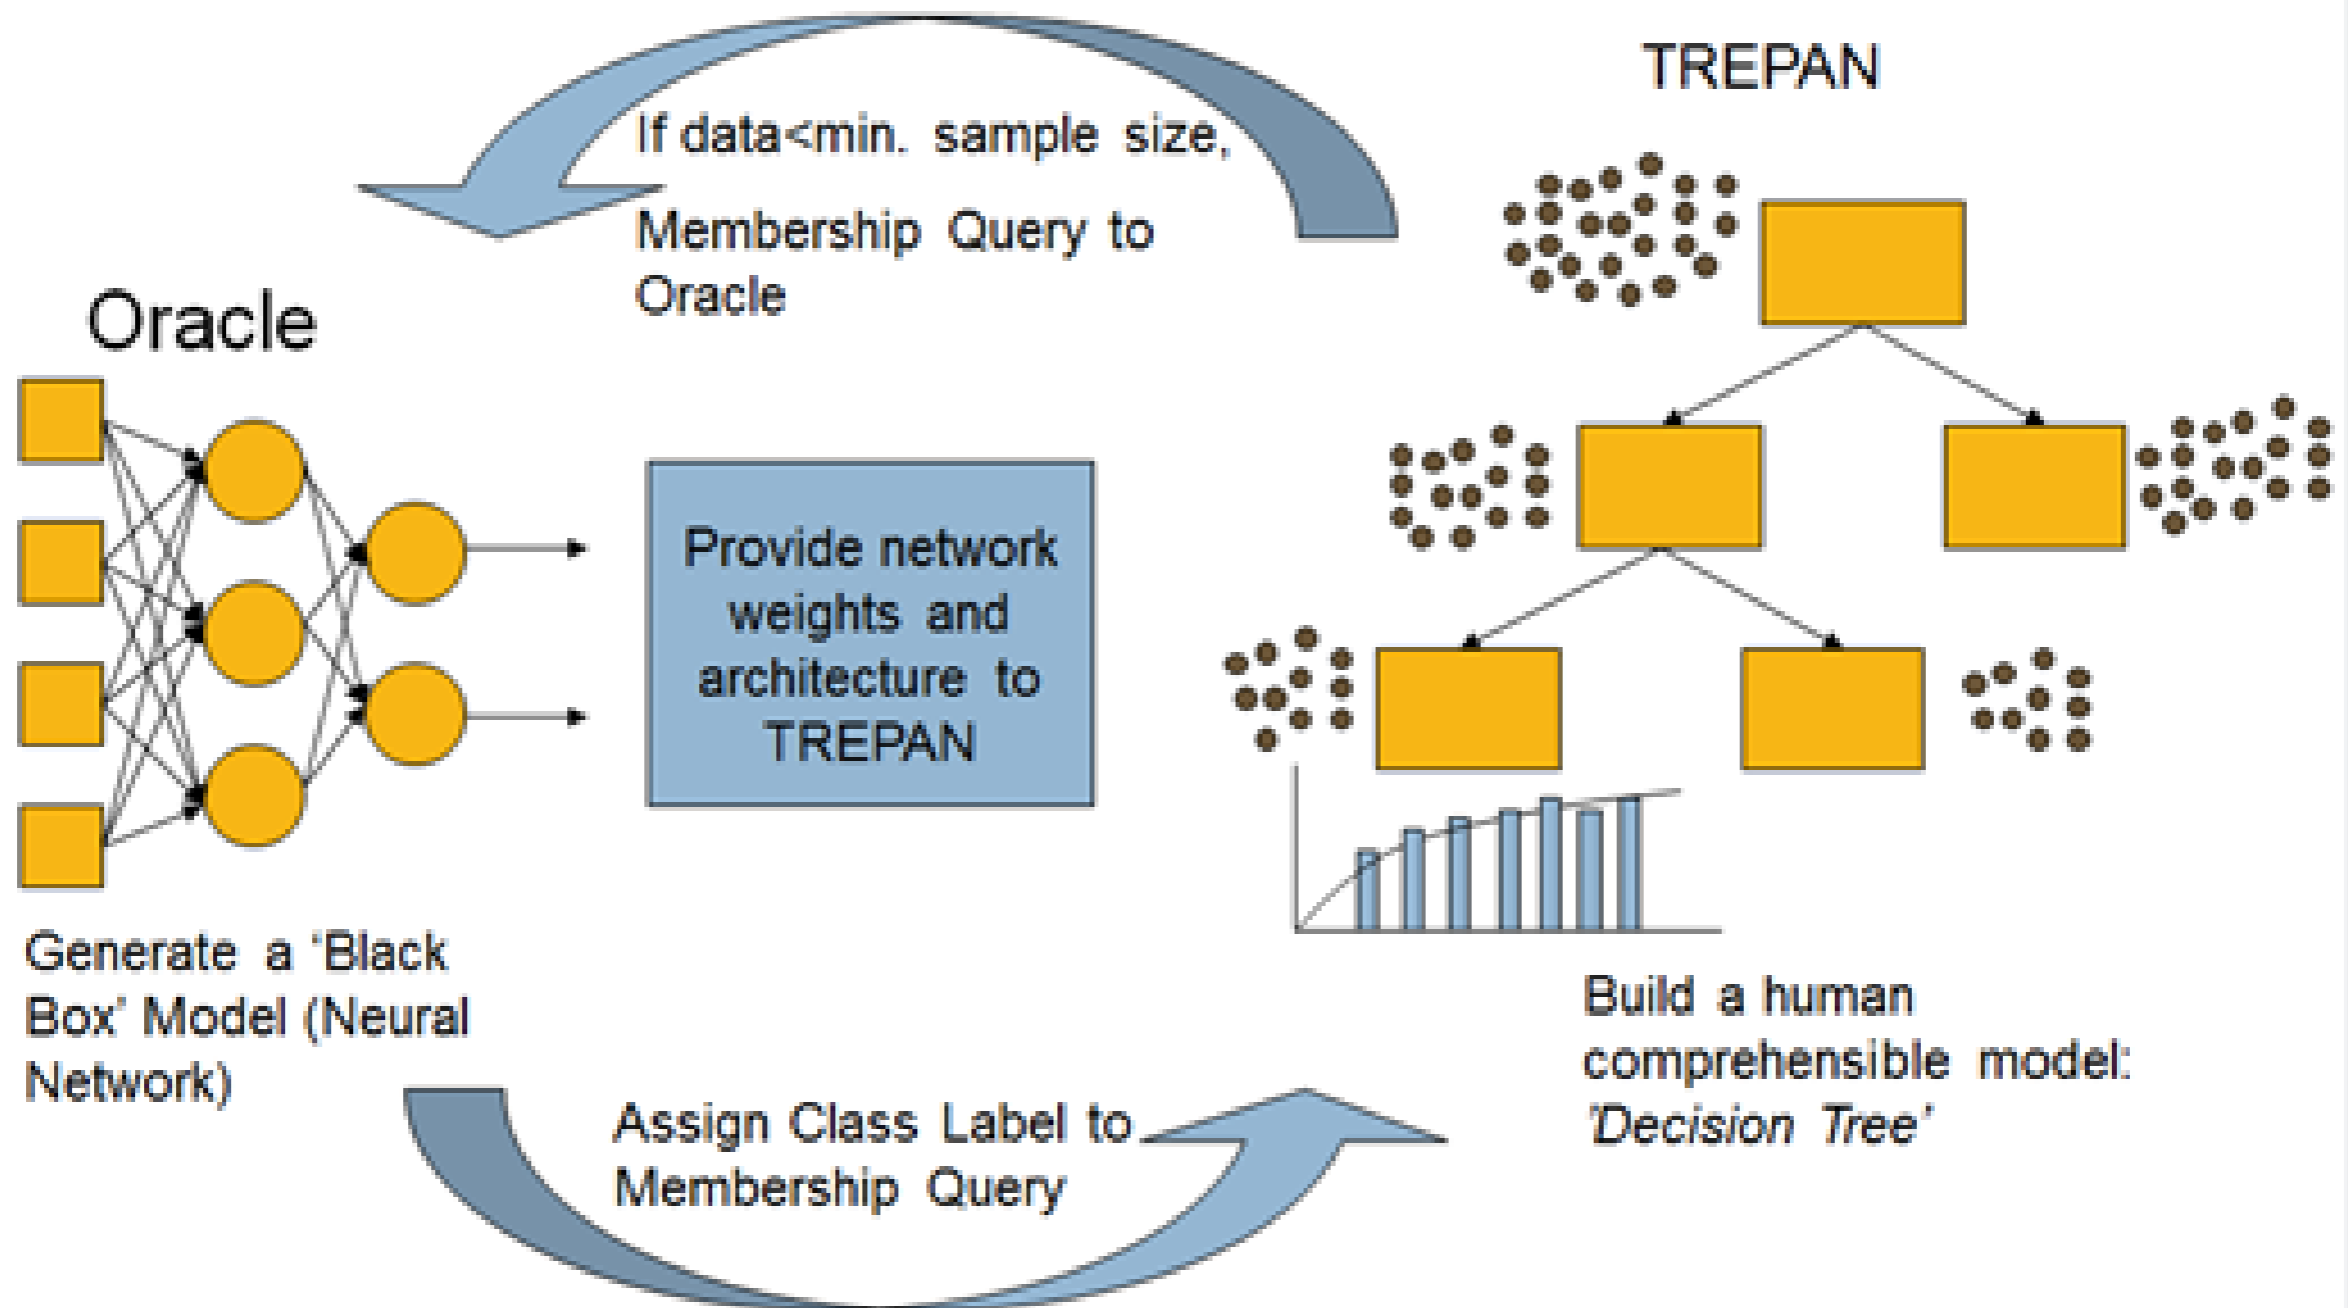 TREPAN
If data<min. sample size,
Membership Query to
Oracle
Oracle
Provide network
weights and
architecture to
TREPAN
Generate a ‘Black
Box’ Model (Neural
Network)
Build a human
comprehensible model:
'Decision Tree'
Assign Class Label to
Membership Query